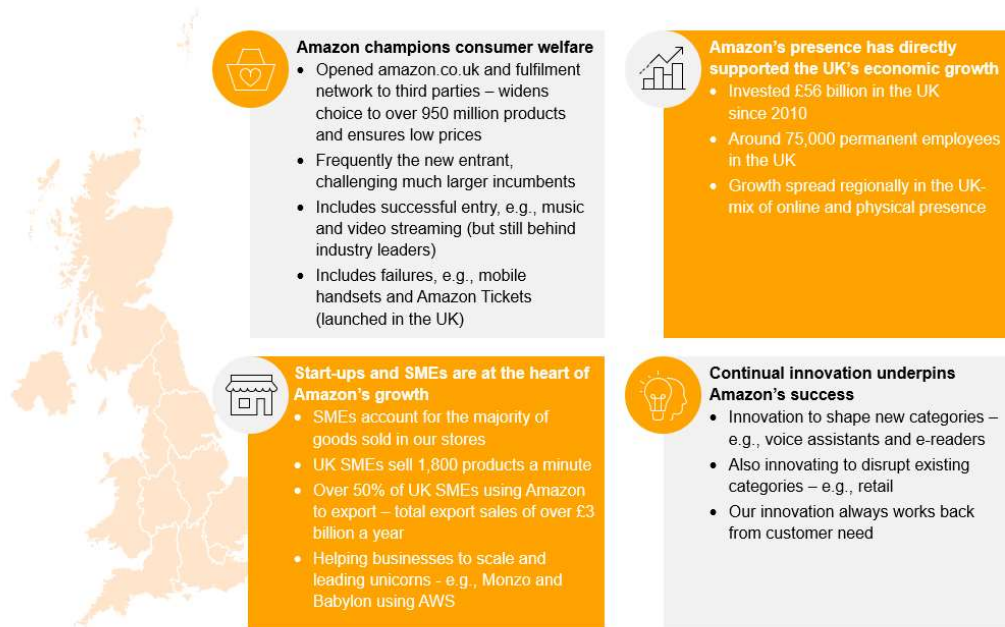 Amazon champions consumer welfare
• Opened amazon.co.uk and fulfilment
network to third parties – widens
choice to over 950 million products
and ensures low prices
• Frequently the new entrant,
challenging much larger incumbents
• Includes successful entry, e.g., music
and video streaming (but still behind
industry leaders)
• Includes failures, e.g., mobile
handsets and Amazon Tickets
(launched in the UK)
Amazon's presence has directly
supported the UK's economic growth
• Invested £56 billion in the UK
since 2010
• Around 75,000 permanent employees
in the UK
• Growth spread regionally in the UK-
mix of online and physical presence
Start-ups and SMEs are at the heart of
Amazon's growth
• SMEs account for the majority of
goods sold in our stores
• UK SMEs sell 1,800 products a minute
• Over 50% of UK SMEs using Amazon
to export – total export sales of over £3
billion a year
• Helping businesses to scale and
leading unicorns - e.g., Monzo and
Babylon using AWS
Continual innovation underpins
Amazon's success
• Innovation to shape new categories –
e.g., voice assistants and e-readers
• Also innovating to disrupt existing
categories – e.g., retail
• Our innovation always works back
from customer need